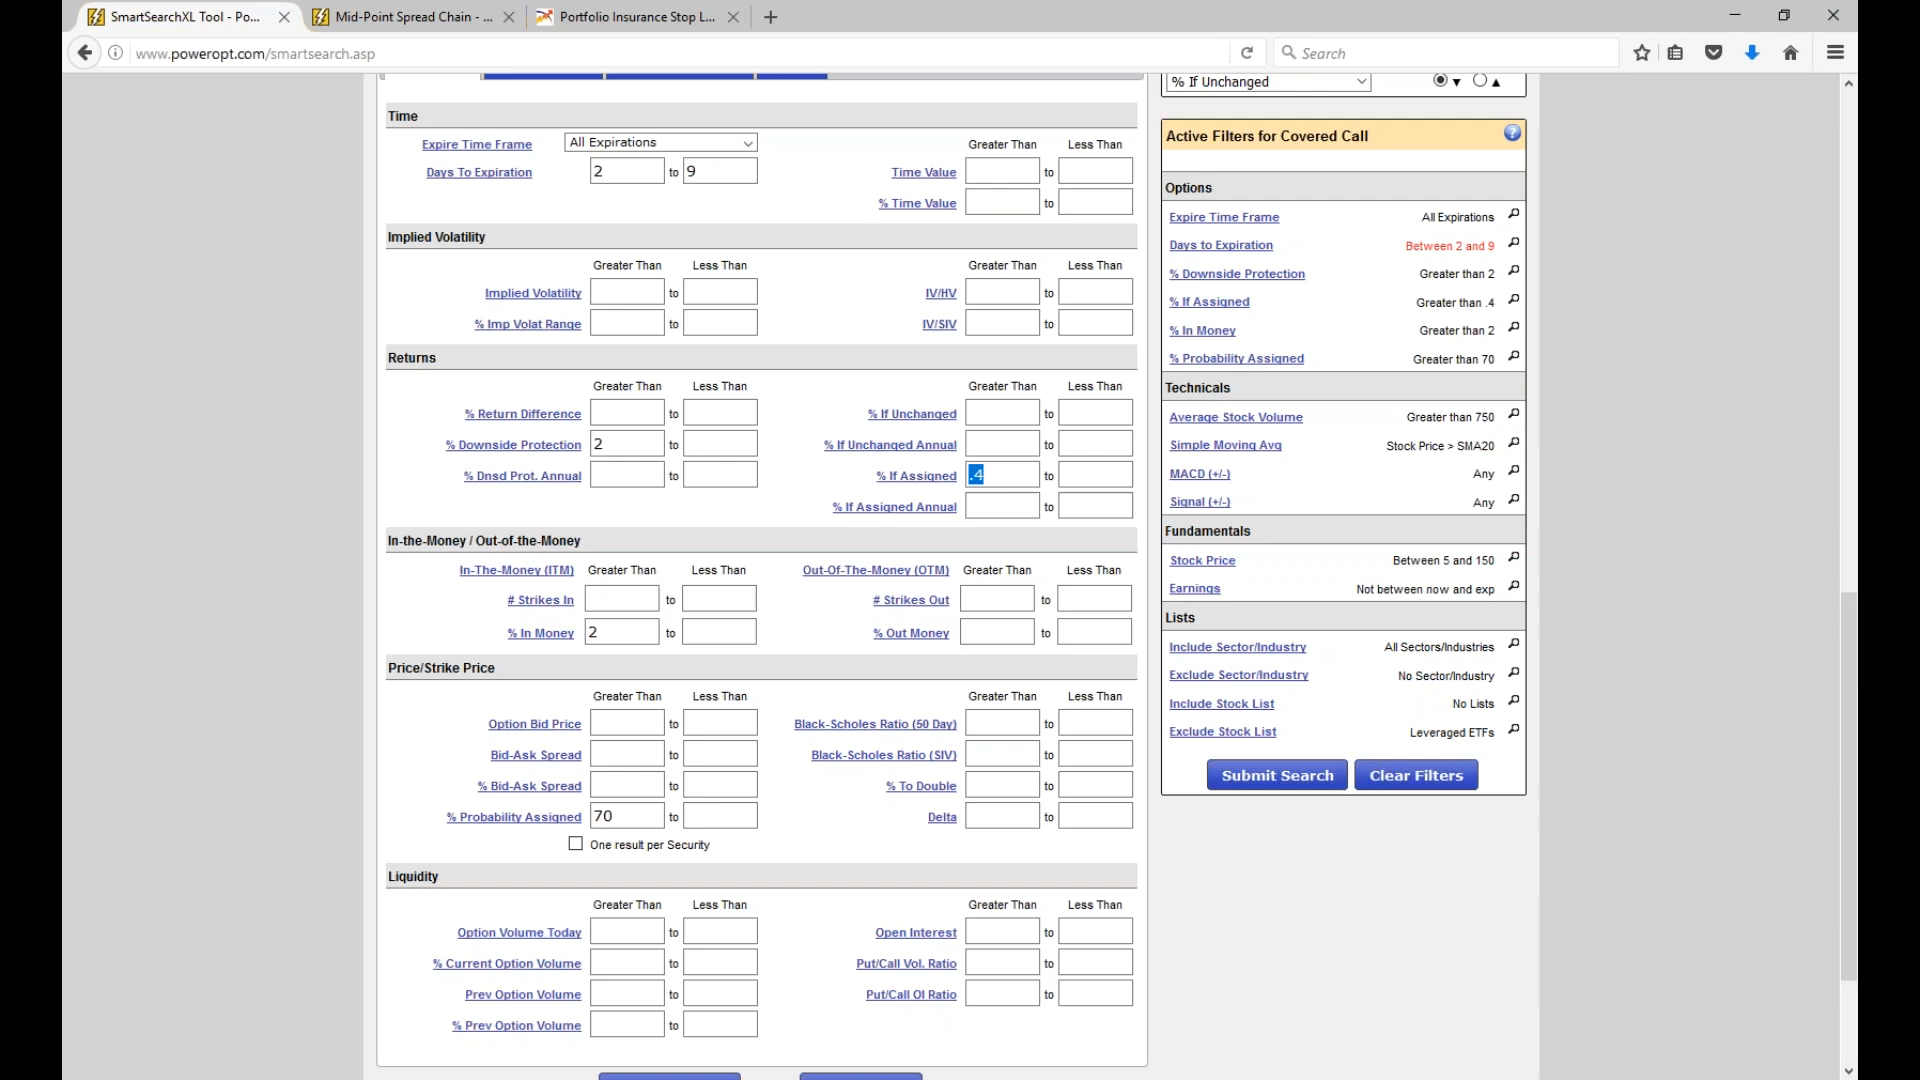 SmartSearchXL Tool - Po...
Mid-Point Spread Chain - ...
Portfolio Insurance Stop L...
www.poweropt.com/smartsearch.asp
Search
% If Unchanged
Time
Expire Time Frame All Expirations Greater Than Less Than
Days To Expiration 2 to 9 Time Value to
% Time Value to
Implied Volatility
Greater Than Less Than Greater Than Less Than
Implied Volatility to IV/HV to
% Imp Volat Range to IV/SIV to
Returns
Greater Than Less Than Greater Than Less Than
% Return Difference to % If Unchanged to
% Downside Protection 2 to % If Unchanged Annual to
% Dnsd Prot. Annual to % If Assigned .4 to
% If Assigned Annual to
In-the-Money / Out-of-the-Money
In-The-Money (ITM) Greater Than Less Than Out-Of-The-Money (OTM) Greater Than Less Than
# Strikes In to # Strikes Out to
% In Money 2 to % Out Money to
Price/Strike Price
Greater Than Less Than Greater Than Less Than
Option Bid Price to Black-Scholes Ratio (50 Day) to
Bid-Ask Spread to Black-Scholes Ratio (SIV) to
% Bid-Ask Spread to % To Double to
% Probability Assigned 70 to Delta to
One result per Security
Liquidity
Greater Than Less Than Greater Than Less Than
Option Volume Today to Open Interest to
% Current Option Volume to Put/Call Vol. Ratio to
Prev Option Volume to Put/Call OI Ratio to
% Prev Option Volume to
Active Filters for Covered Call ?
Options
Expire Time Frame All Expirations
Days to Expiration Between 2 and 9
% Downside Protection Greater than 2
% If Assigned Greater than .4
% In Money Greater than 2
% Probability Assigned Greater than 70
Technicals
Average Stock Volume Greater than 750
Simple Moving Avg Stock Price > SMA20
MACD (+/-) Any
Signal (+/-) Any
Fundamentals
Stock Price Between 5 and 150
Earnings Not between now and exp
Lists
Include Sector/Industry All Sectors/Industries
Exclude Sector/Industry No Sector/Industry
Include Stock List No Lists
Exclude Stock List Leveraged ETFs
Submit Search Clear Filters